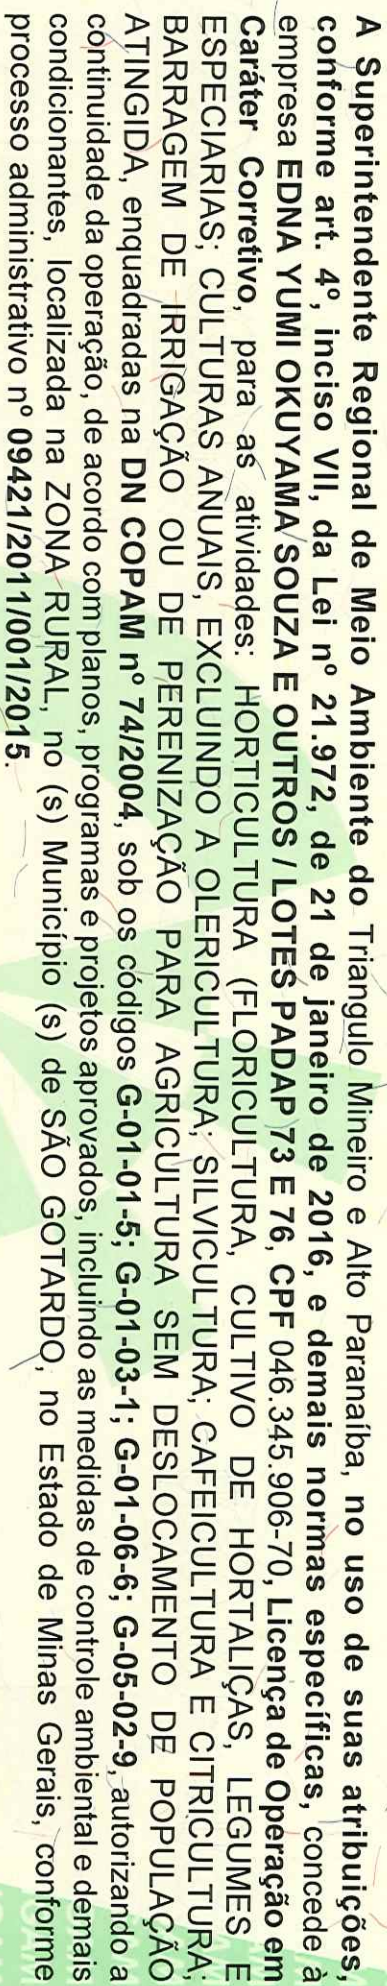 A Superintendente Regional de Meio Ambiente do Triangulo Mineiro e Alto Paranaíba, no uso de suas atribuições,
conforme art. 4º, inciso VII, da Lei nº 21.972, de 21 de janeiro de 2016, e demais normas específicas, concede à
empresa EDNA YUMI OKUYAMA SOUZA E OUTROS / LOTES PADAP 73 E 76, CPF 046.345.906-70, Licença de Operação em
Caráter Corretivo, para as atividades: HORTICULTURA (FLORICULTURA, CULTIVO DE HORTALIÇAS, LEGUMES E
ESPECIARIAS; CULTURAS ANUAIS, EXCLUINDO A OLERICULTURA; SILVICULTURA; CAFEICULTURA E CITRICULTURA;
BARRAGEM DE IRRIGAÇÃO OU DE PERENIZAÇÃO PARA AGRICULTURA SEM DESLOCAMENTO DE POPULAÇÃO
ATINGIDA, enquadradas na DN COPAM nº 74/2004, sob os códigos G-01-01-5; G-01-03-1; G-01-06-6; G-05-02-9, autorizando a
continuidade da operação, de acordo com planos, programas e projetos aprovados, incluindo as medidas de controle ambiental e demais
condicionantes, localizada na ZONA RURAL, no (s) Município (s) de SÃO GOTARDO, no Estado de Minas Gerais, conforme
processo administrativo nº 09421/2011/001/2015.